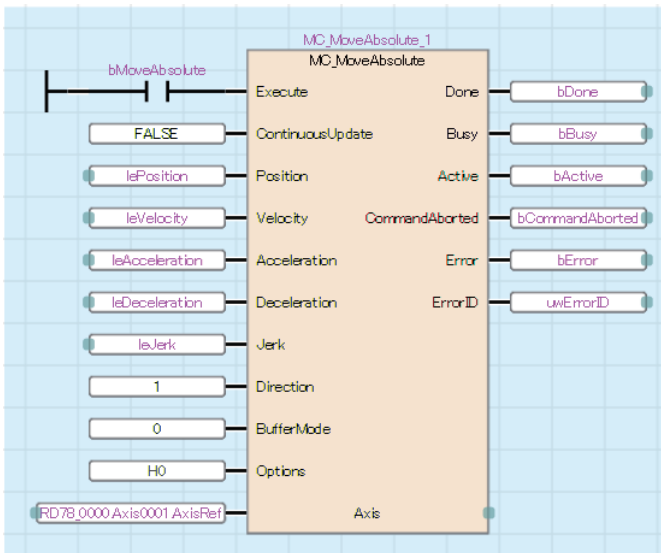 MC_MoveAbsolute_1
bMoveAbsolute MC_MoveAbsolute
Execute Done bDone
FALSE ContinuousUpdate Busy bBusy
lePosition Position Active bActive
leVelocity Velocity CommandAborted bCommandAborted
leAcceleration Acceleration Error bError
leDeceleration Deceleration ErrorID uwErrorID
leJerk Jerk
1 Direction
0 BufferMode
H0 Options
RD78_0000.Axis0001.AxisRef Axis